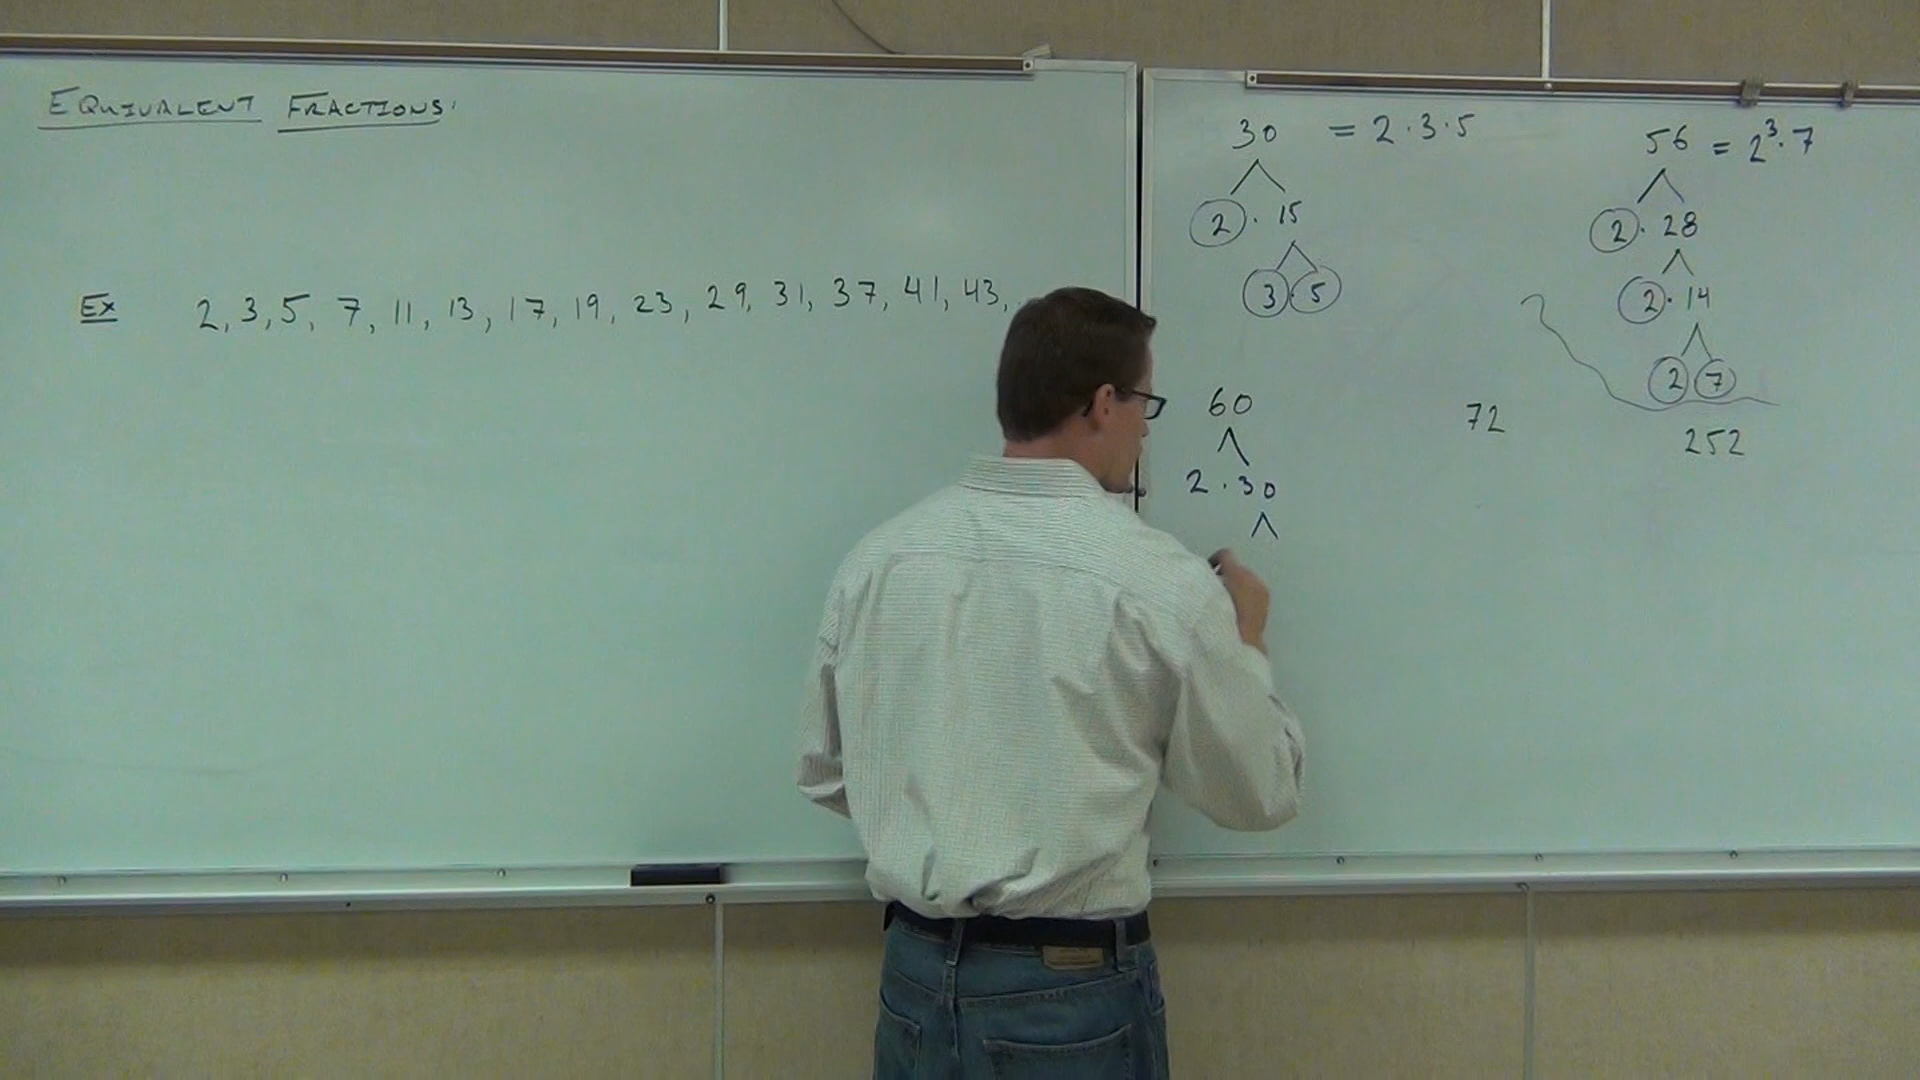 EQUIVALENT FRACTIONS:
Ex 2, 3, 5, 7, 11, 13, 17, 19, 23, 29, 31, 37, 41, 43,
30 = 2 · 3 · 5
2 · 15
3 · 5
56 = 2³ · 7
2 · 28
2 · 14
2 7
60
2 · 30
72
252